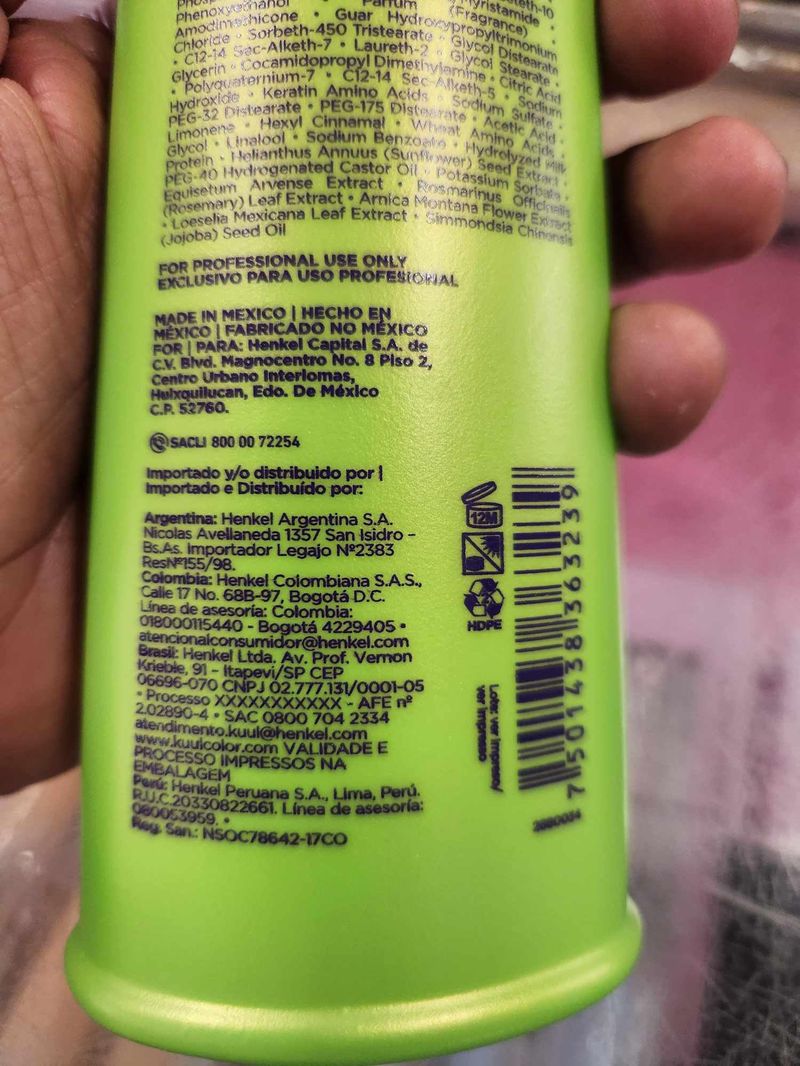 Phenoxyethanol • Parfum (Fragrance) •
Amodimethicone • Guar Hydroxypropyltrimonium
Chloride • Sorbeth-450 Tristearate • Glycol Distearate
• C12-14 Sec-Alketh-7 • Laureth-2 • Glycol Stearate •
Glycerin • Cocamidopropyl Dimethylamine • Citric Acid
• Polyquaternium-7 • C12-14 Sec-Alketh-5 • Sodium
Hydroxide • Keratin Amino Acids • Sodium Sulfate •
PEG-32 Distearate • PEG-175 Distearate • Acetic Acid •
Limonene • Hexyl Cinnamal • Wheat Amino Acids •
Glycol • Linalool • Sodium Benzoate • Hydrolyzed Milk
Protein • Helianthus Annuus (Sunflower) Seed Extract •
PEG-40 Hydrogenated Castor Oil • Potassium Sorbate •
Equisetum Arvense Extract • Rosmarinus Officinalis
(Rosemary) Leaf Extract • Arnica Montana Flower Extract
• Loeselia Mexicana Leaf Extract • Simmondsia Chinensis
(Jojoba) Seed Oil
FOR PROFESSIONAL USE ONLY
EXCLUSIVO PARA USO PROFESIONAL
MADE IN MEXICO | HECHO EN
MÉXICO | FABRICADO NO MÉXICO
FOR | PARA: Henkel Capital S.A. de
C.V. Blvd. Magnocentro No. 8 Piso 2,
Centro Urbano Interlomas,
Huixquilucan, Edo. De México
C.P. 52760.
SACLI 800 00 72254
Importado y/o distribuido por |
Importado e Distribuído por:
Argentina: Henkel Argentina S.A.
Nicolas Avellaneda 1357 San Isidro -
Bs.As. Importador Legajo Nº2383
ResNº155/98.
Colombia: Henkel Colombiana S.A.S.,
Calle 17 No. 68B-97, Bogotá D.C.
Línea de asesoría: Colombia:
018000115440 - Bogotá 4229405 •
atencionalconsumidor@henkel.com
Brasil: Henkel Ltda. Av. Prof. Vernon
Krieble, 91 - Itapevi/SP CEP
06696-070 CNPJ 02.777.131/0001-05
• Processo XXXXXXXXXXX - AFE nº
2.02890-4 • SAC 0800 704 2334
atendimento.kuul@henkel.com
www.kuulcolor.com VALIDADE E
PROCESSO IMPRESSOS NA
EMBALAGEM
Perú: Henkel Peruana S.A., Lima, Perú.
R.U.C.20330822661. Línea de asesoría:
080053959. •
Reg. San.: NSOC78642-17CO
12M
HDPE
Lote: ver impreso/
ver impresso
7 501438 363239
2880034